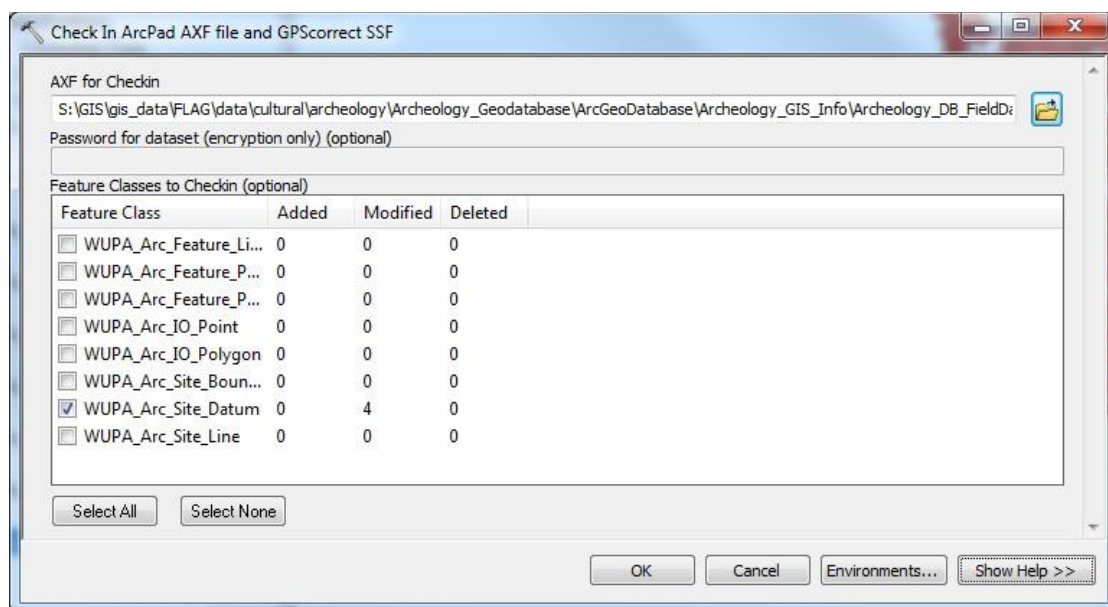 Check In ArcPad AXF file and GPScorrect SSF
AXF for Checkin
S:\GIS\gis_data\FLAG\data\cultural\archeology\Archeology_Geodatabase\ArcGeoDatabase\Archeology_GIS_Info\Archeology_DB_FieldDa
Password for dataset (encryption only) (optional)
Feature Classes to Checkin (optional)
Feature Class Added Modified Deleted
WUPA_Arc_Feature_Li... 0 0 0
WUPA_Arc_Feature_P... 0 0 0
WUPA_Arc_Feature_P... 0 0 0
WUPA_Arc_IO_Point 0 0 0
WUPA_Arc_IO_Polygon 0 0 0
WUPA_Arc_Site_Boun... 0 0 0
WUPA_Arc_Site_Datum 0 4 0
WUPA_Arc_Site_Line 0 0 0
Select All Select None
OK Cancel Environments... Show Help >>